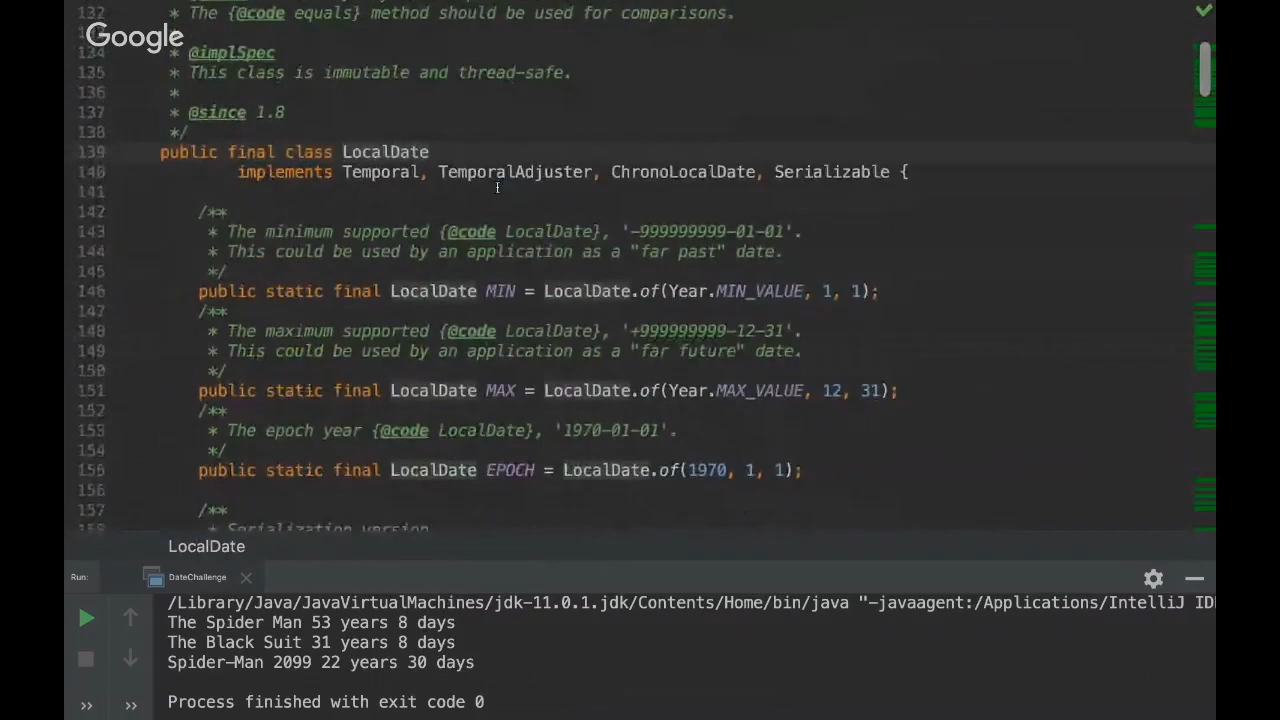 132 * The {@code equals} method should be used for comparisons.
Google
134 * @implSpec
135 * This class is immutable and thread-safe.
136 *
137 * @since 1.8
138 */
139 public final class LocalDate
140 implements Temporal, TemporalAdjuster, ChronoLocalDate, Serializable {
141
142 /**
143 * The minimum supported {@code LocalDate}, '-999999999-01-01'.
144 * This could be used by an application as a "far past" date.
145 */
146 public static final LocalDate MIN = LocalDate.of(Year.MIN_VALUE, 1, 1);
147 /**
148 * The maximum supported {@code LocalDate}, '+999999999-12-31'.
149 * This could be used by an application as a "far future" date.
150 */
151 public static final LocalDate MAX = LocalDate.of(Year.MAX_VALUE, 12, 31);
152 /**
153 * The epoch year {@code LocalDate}, '1970-01-01'.
154 */
155 public static final LocalDate EPOCH = LocalDate.of(1970, 1, 1);
156
157 /**
158 * Serialization version
LocalDate
Run: DateChallenge
/Library/Java/JavaVirtualMachines/jdk-11.0.1.jdk/Contents/Home/bin/java "-javaagent:/Applications/IntelliJ ID
The Spider Man 53 years 8 days
The Black Suit 31 years 8 days
Spider-Man 2099 22 years 30 days
Process finished with exit code 0